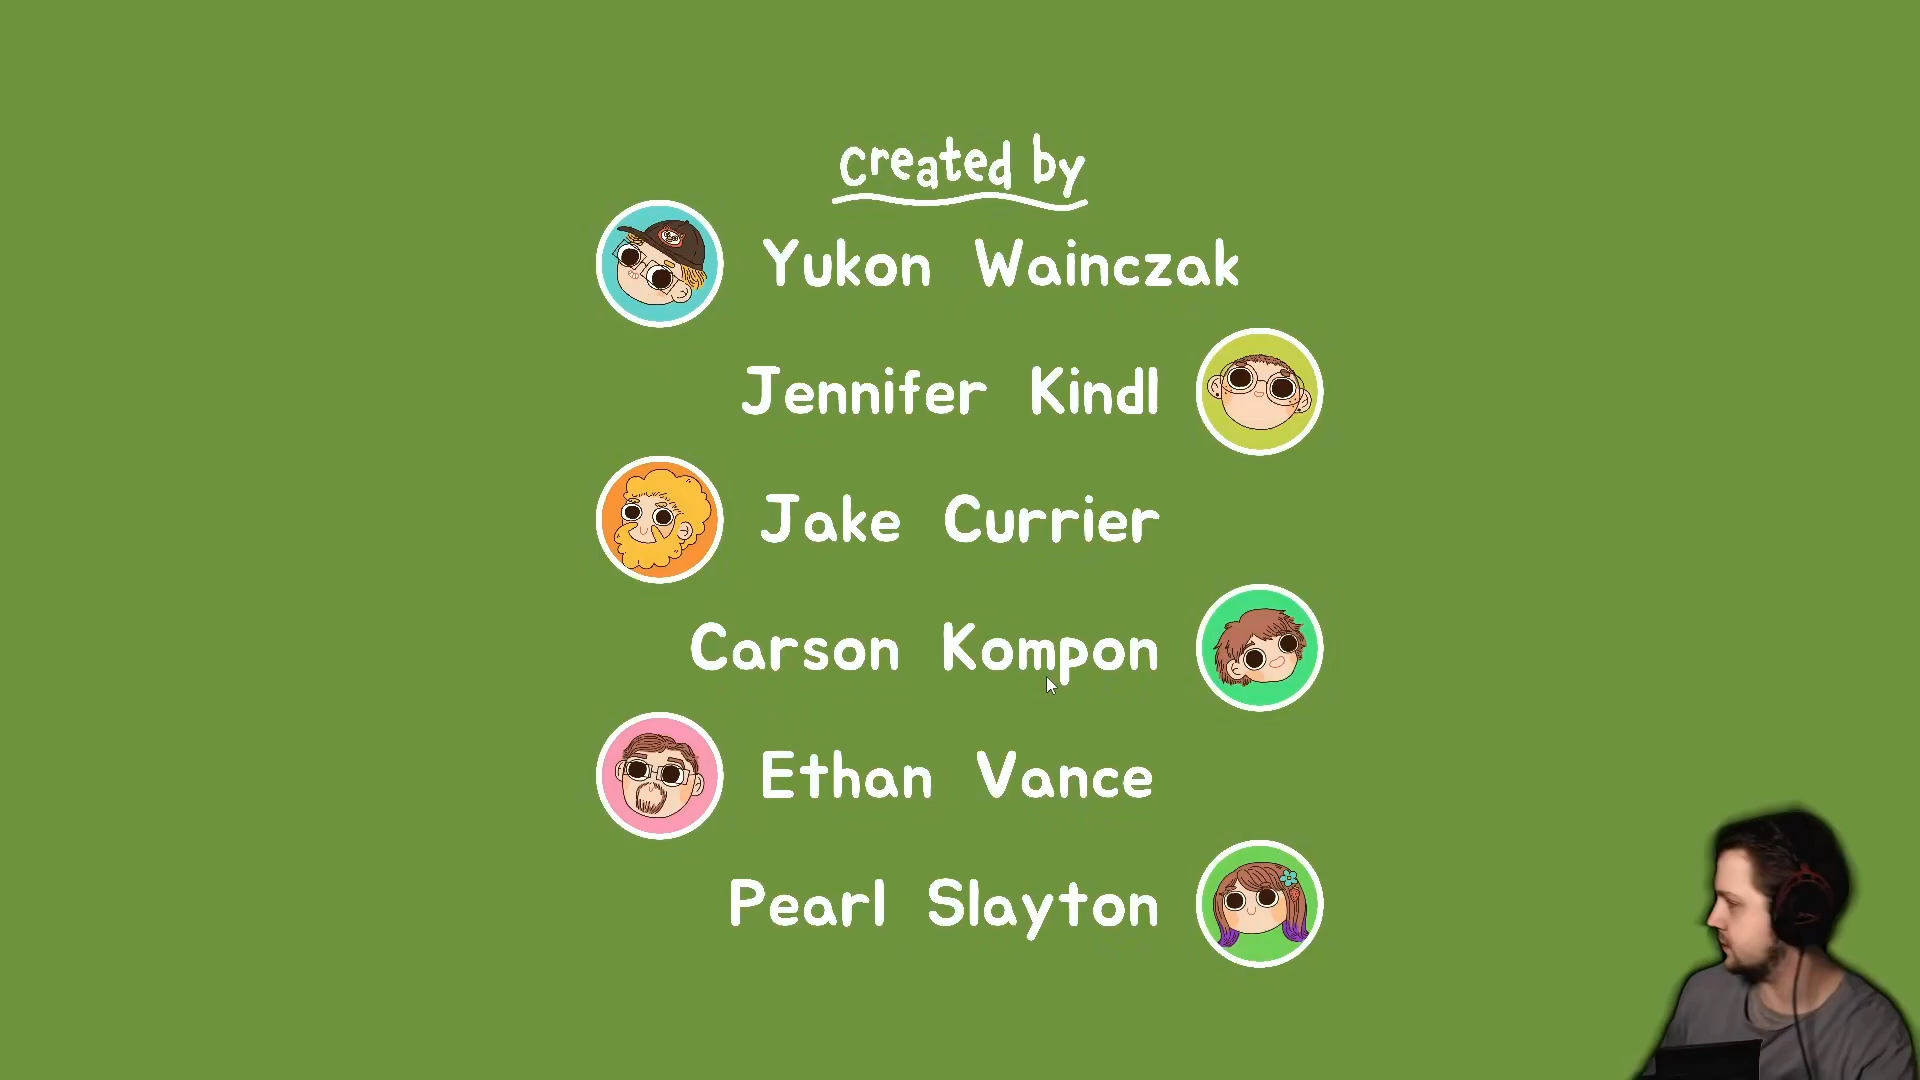 created by
Yukon Wainczak
Jennifer Kindl
Jake Currier
Carson Kompon
Ethan Vance
Pearl Slayton